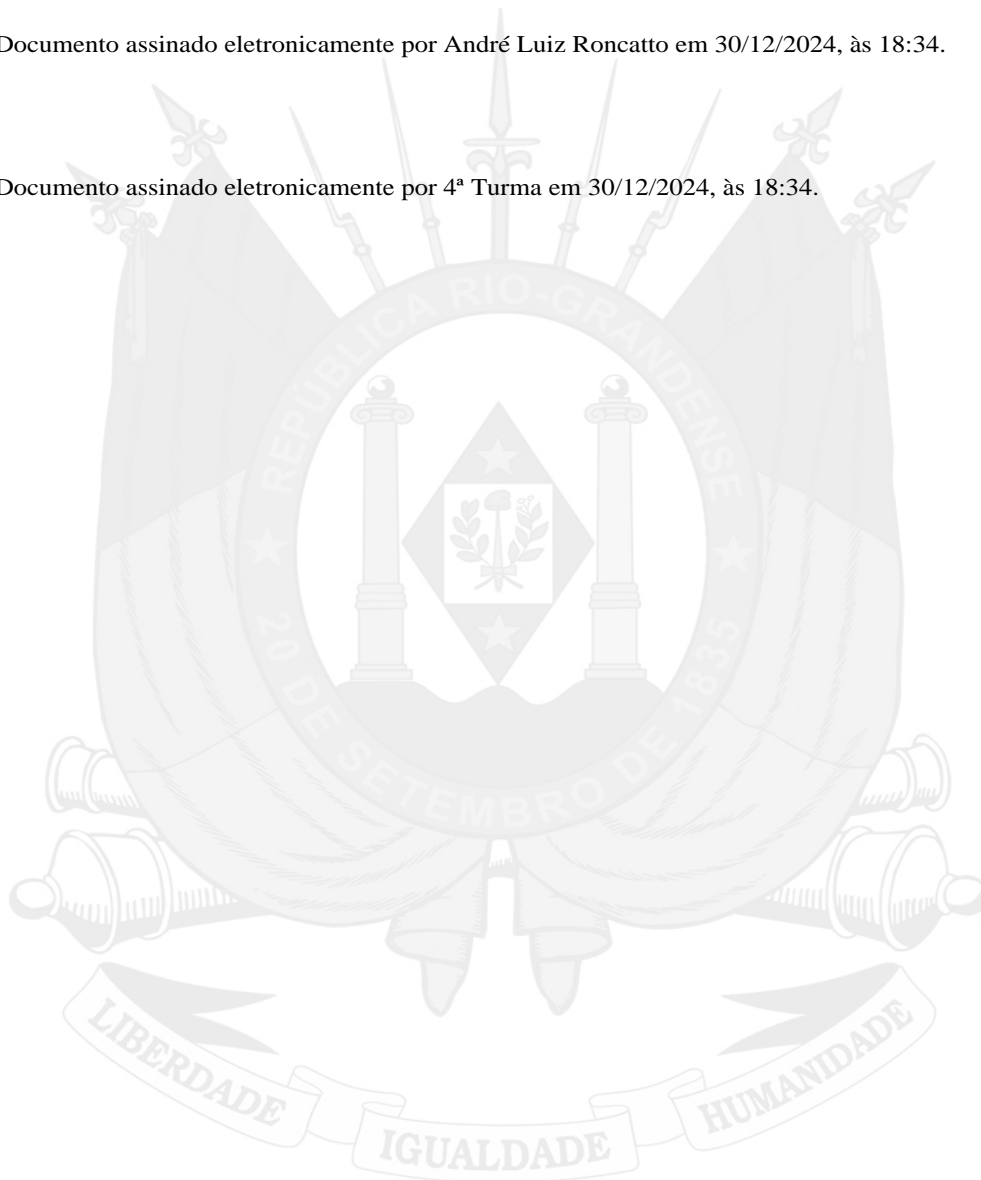 Documento assinado eletronicamente por André Luiz Roncatto em 30/12/2024, às 18:34.
Documento assinado eletronicamente por 4ª Turma em 30/12/2024, às 18:34.
REPÚBLICA RIO-GRANDENSE
★ 20 DE SETEMBRO DE 1835 ★
LIBERDADE
IGUALDADE
HUMANIDADE